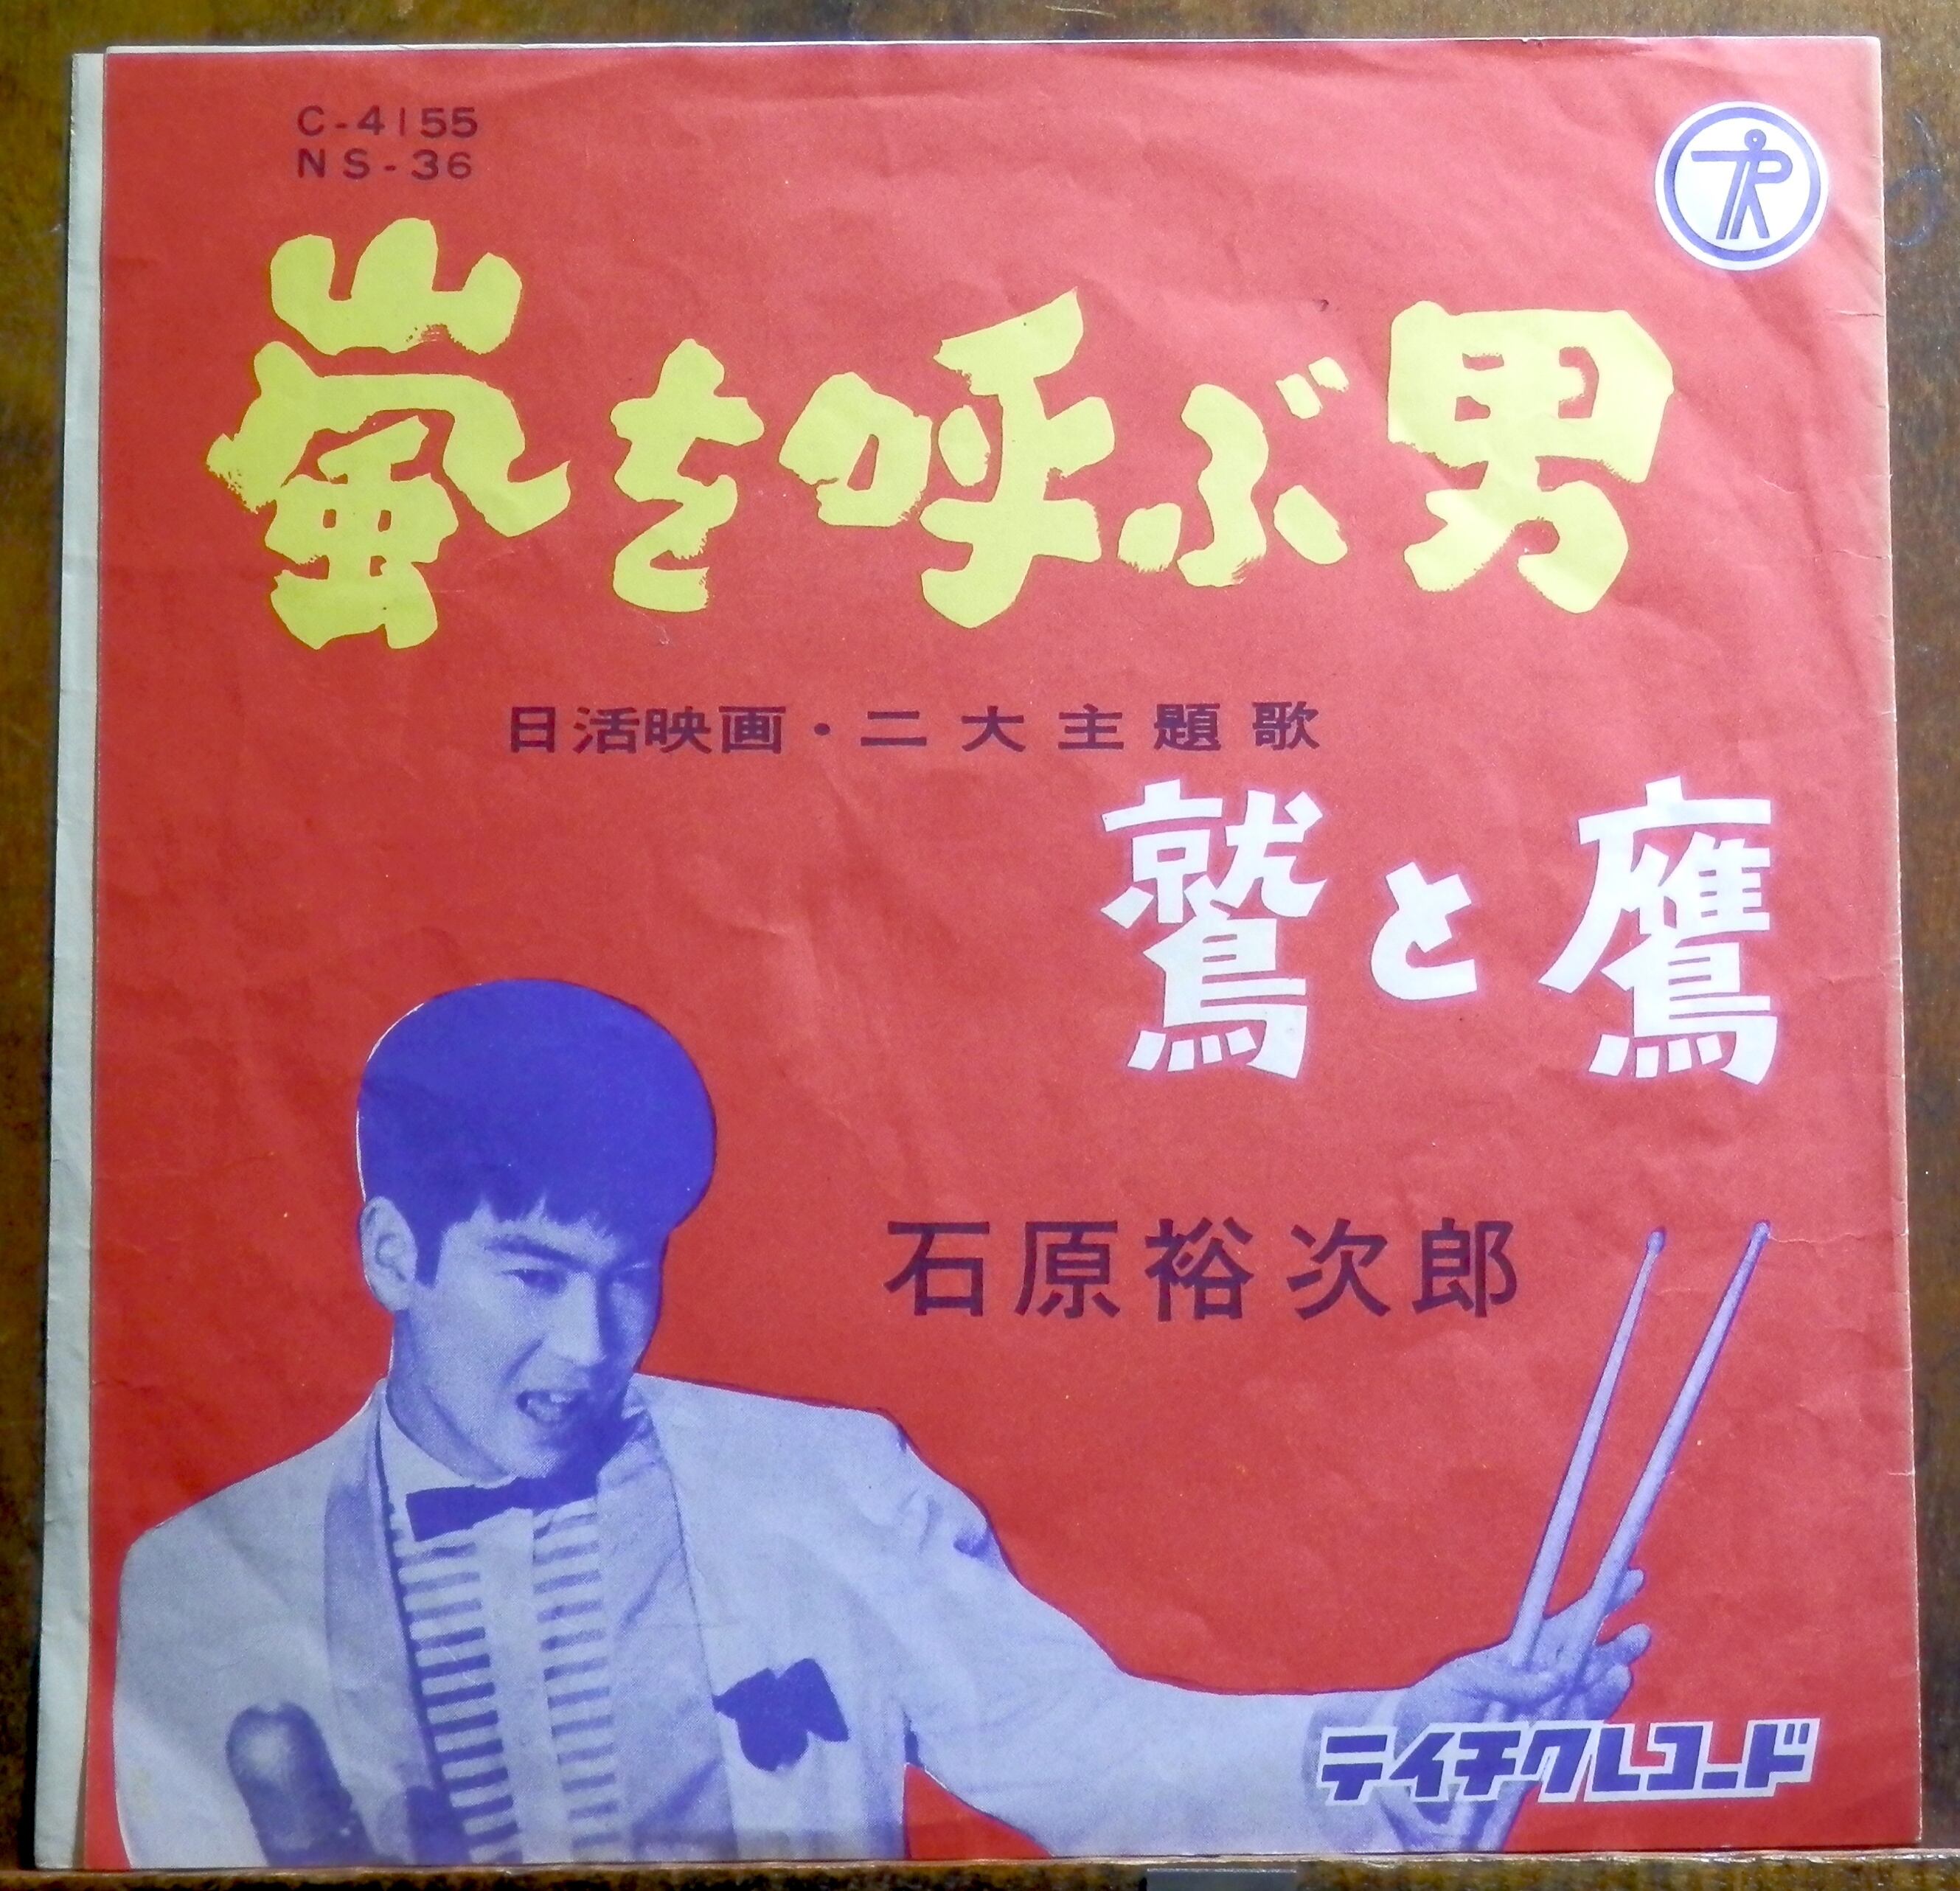 C-4155
NS-36
嵐を呼ぶ男
日活映画・二大主題歌
鷲と鷹
石原裕次郎
テイチクレコード